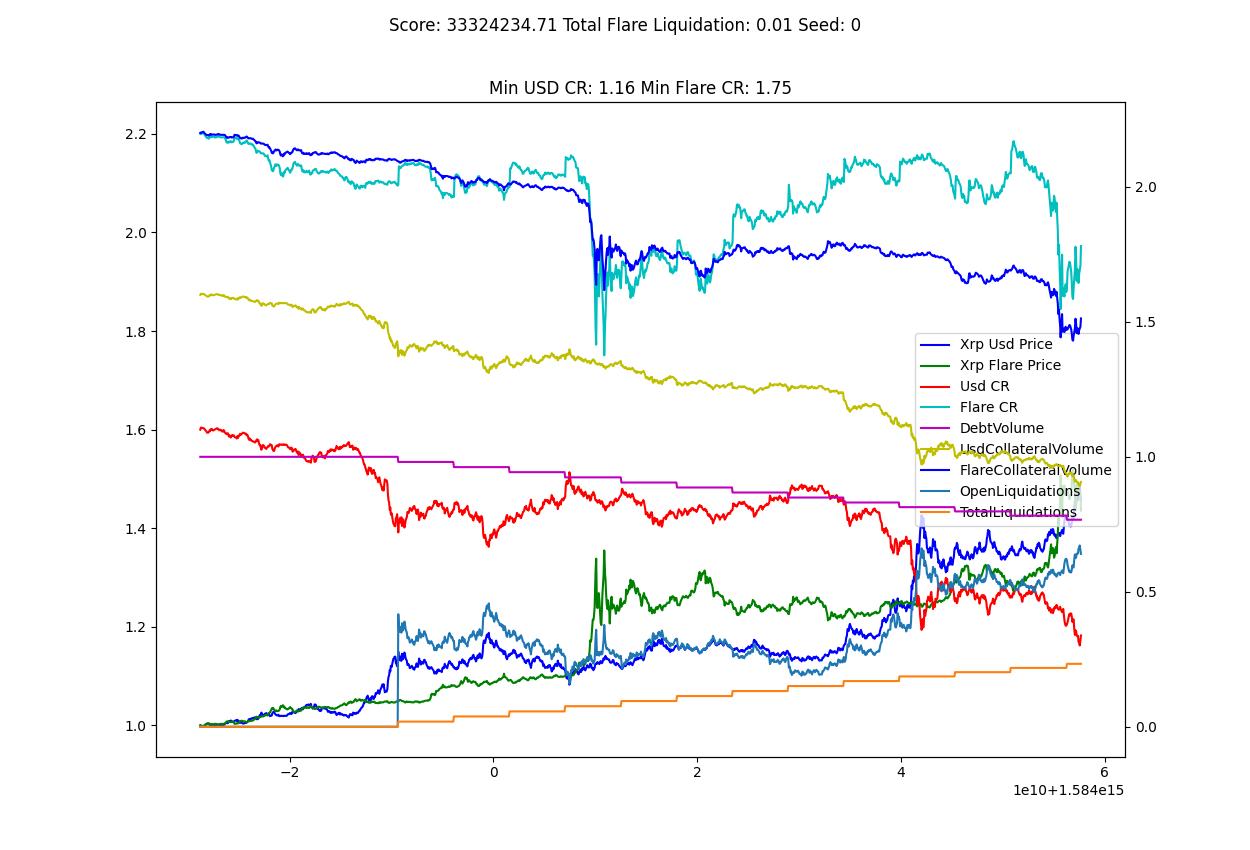 Score: 33324234.71 Total Flare Liquidation: 0.01 Seed: 0
Min USD CR: 1.16 Min Flare CR: 1.75
2.2
2.0
1.8
1.6
1.4
1.2
1.0
2.0
1.5
1.0
0.5
0.0
Xrp Usd Price
Xrp Flare Price
Usd CR
Flare CR
DebtVolume
UsdCollateralVolume
FlareCollateralVolume
OpenLiquidations
TotalLiquidations
−2
0
2
4
6
1e10+1.584e15